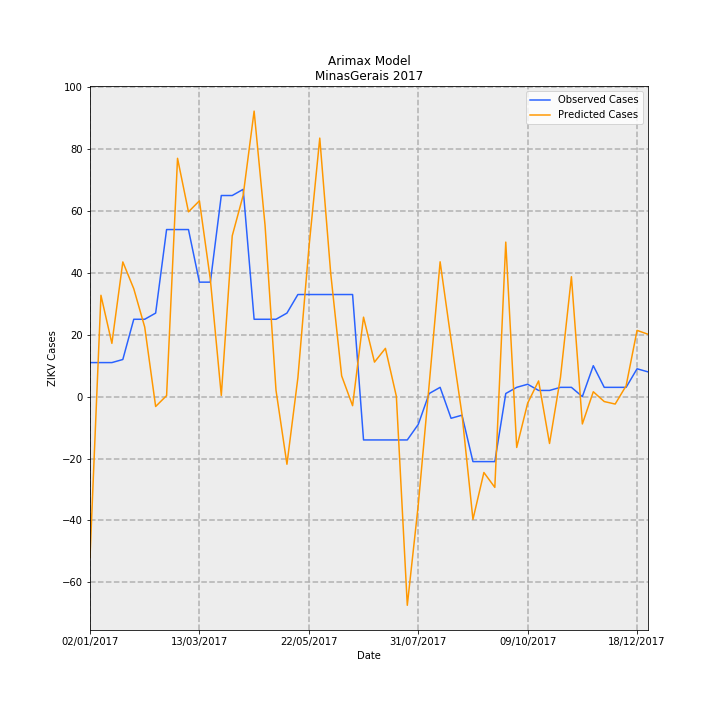 Arimax Model
MinasGerais 2017
Observed Cases
Predicted Cases
100
80
60
40
20
0
−20
−40
−60
ZIKV Cases
02/01/2017
13/03/2017
22/05/2017
31/07/2017
09/10/2017
18/12/2017
Date